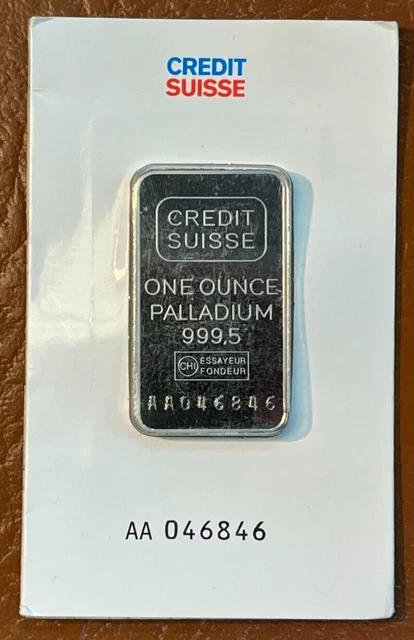 CREDIT
SUISSE
CREDIT
SUISSE
ONE OUNCE
PALLADIUM
999,5
CHI ESSAYEUR
FONDEUR
AA046846
AA 046846